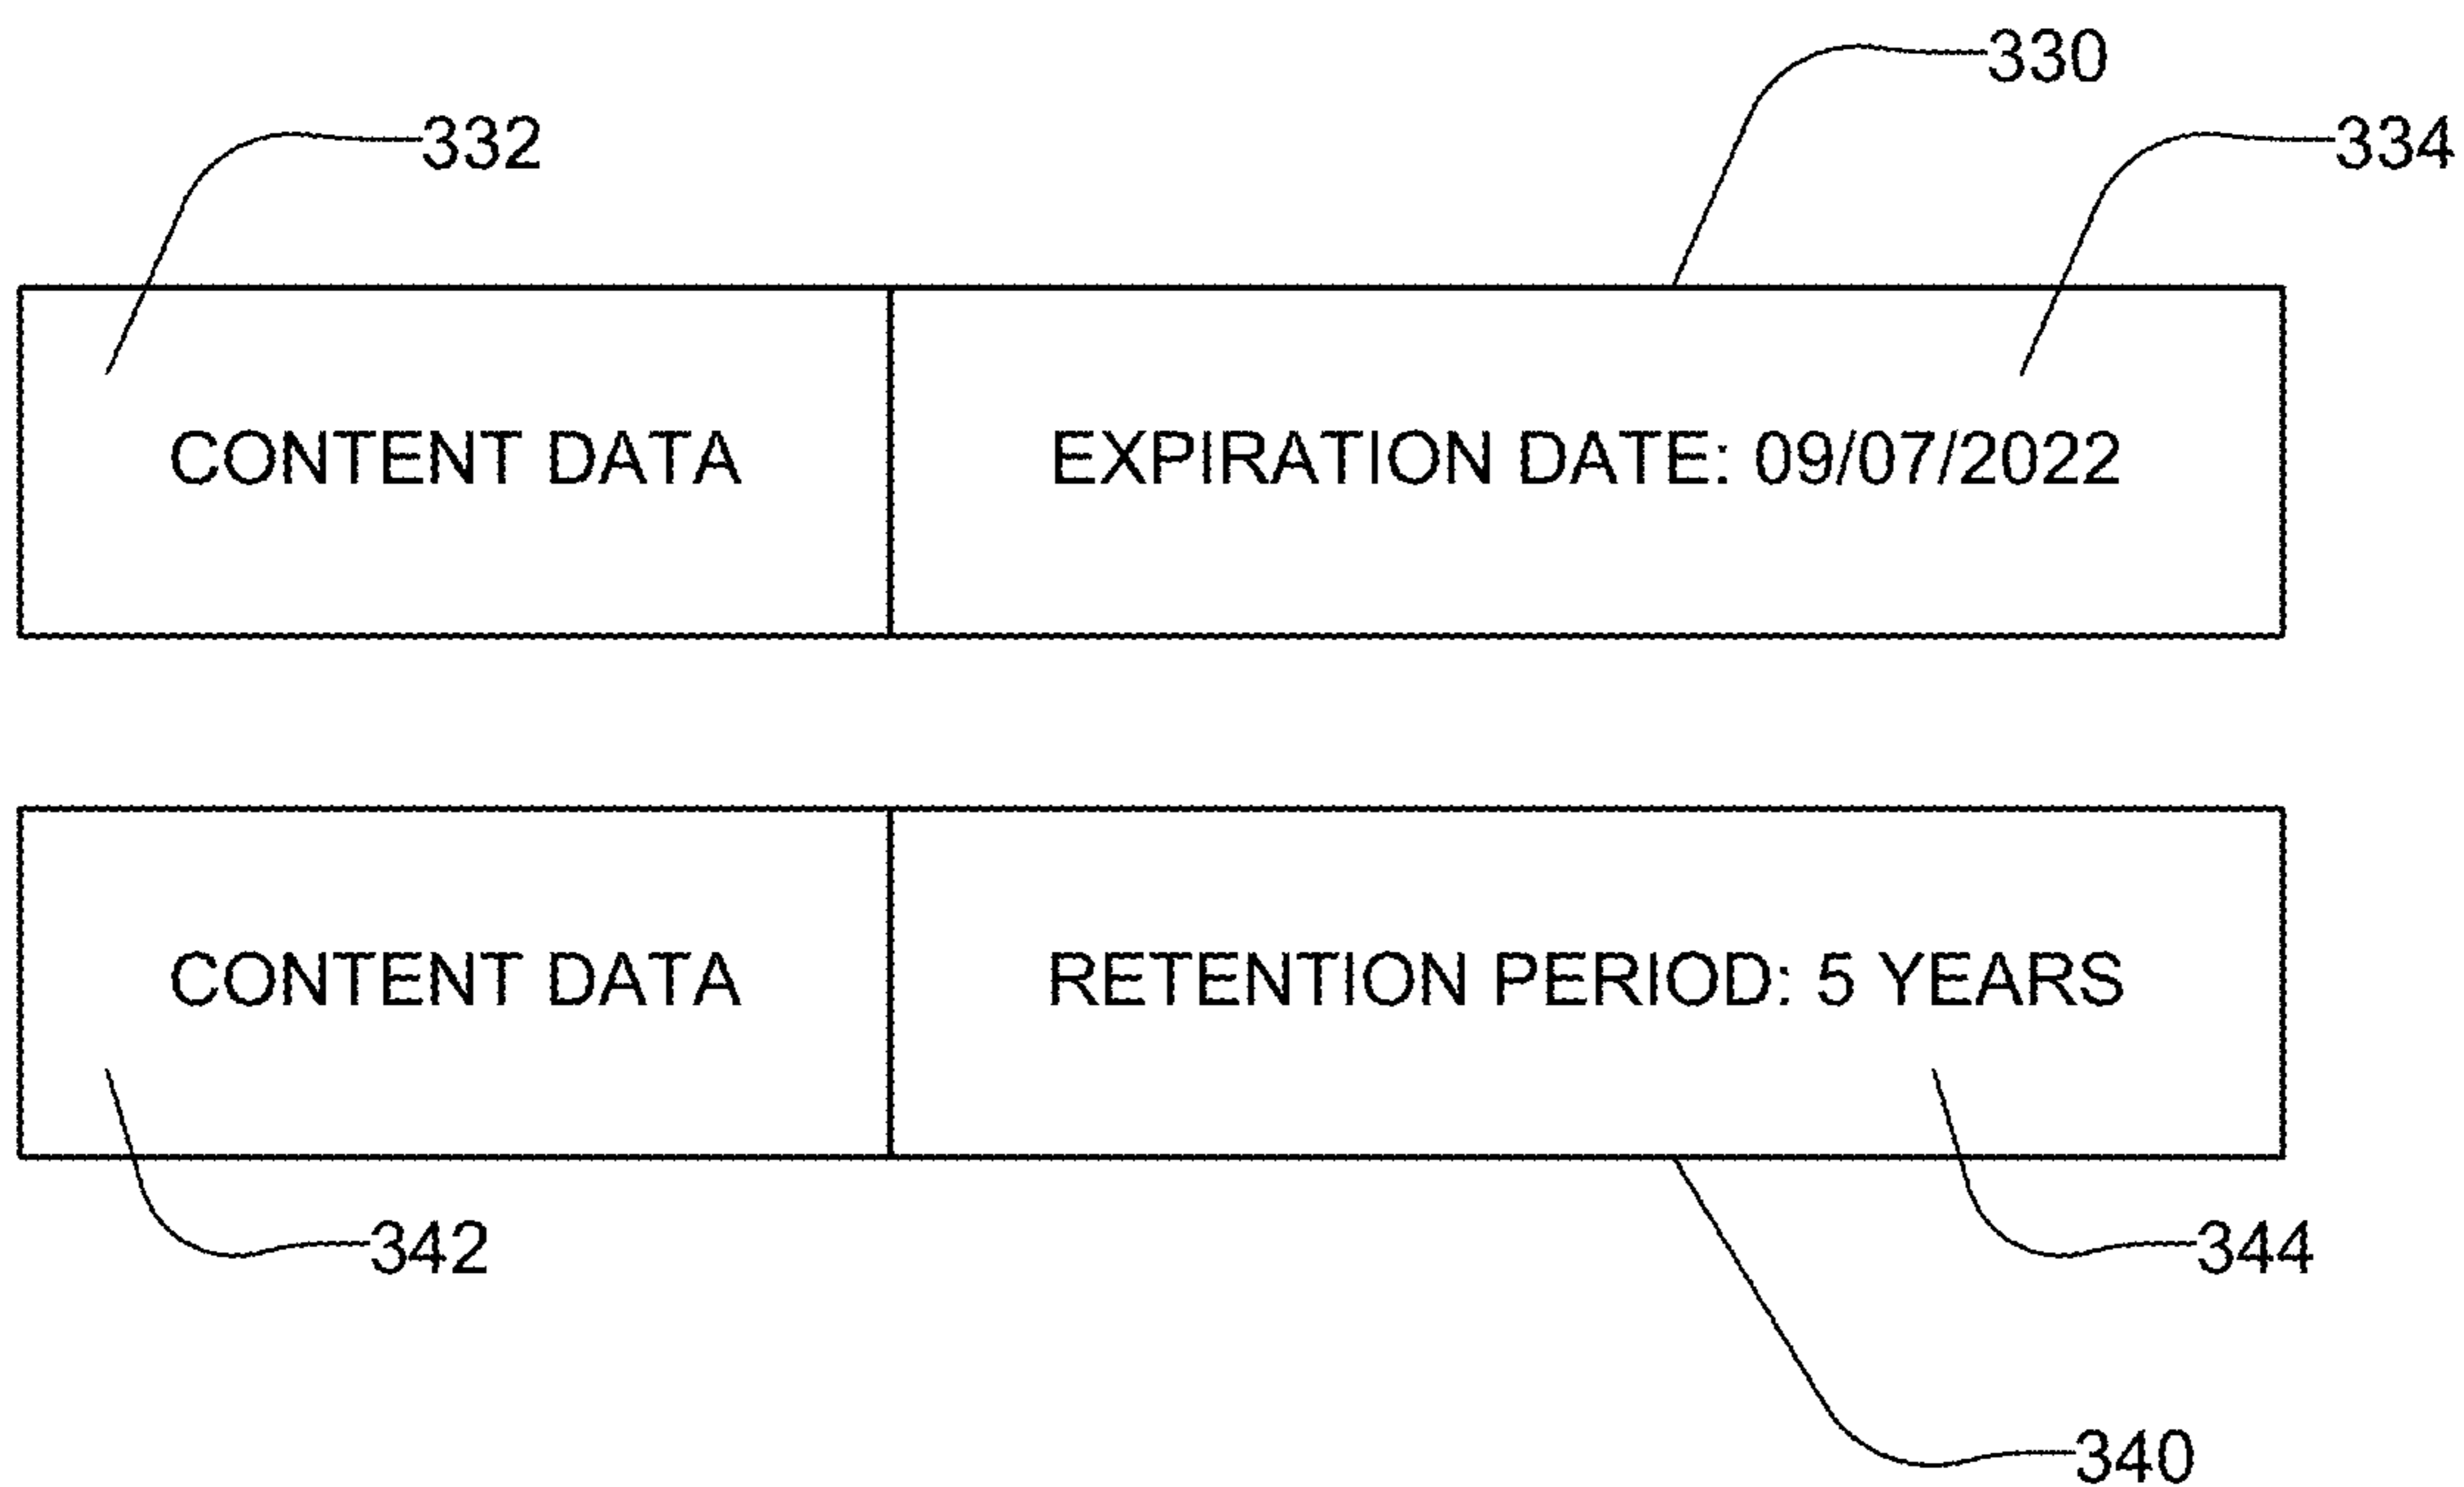 330
332
334
CONTENT DATA
EXPIRATION DATE: 09/07/2022
CONTENT DATA
RETENTION PERIOD: 5 YEARS
342
344
340